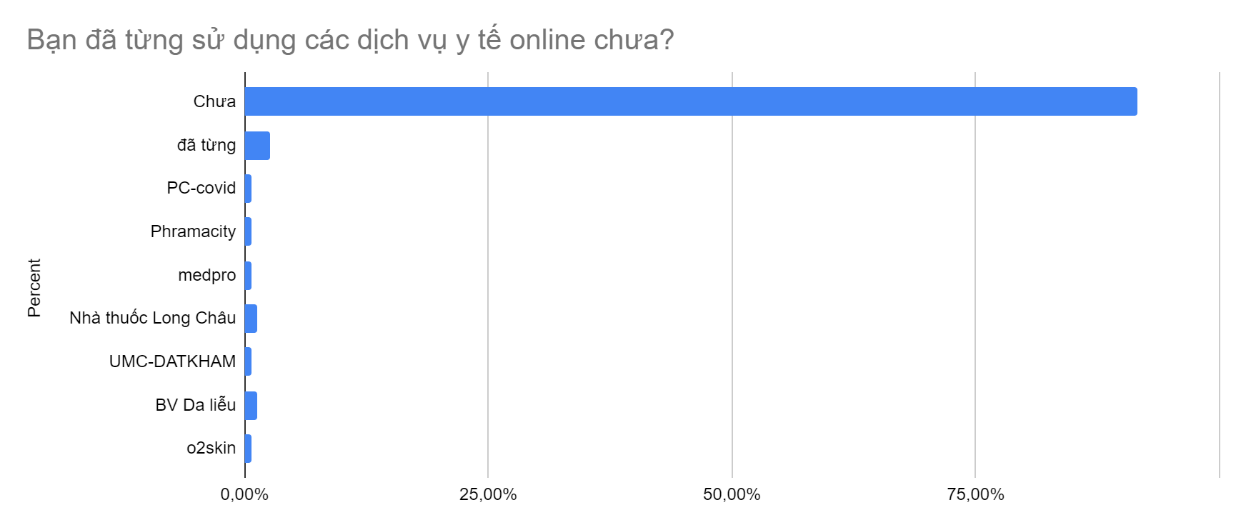 Bạn đã từng sử dụng các dịch vụ y tế online chưa?
Percent
Chưa
đã từng
PC-covid
Phramacity
medpro
Nhà thuốc Long Châu
UMC-DATKHAM
BV Da liễu
o2skin
0,00% 25,00% 50,00% 75,00%